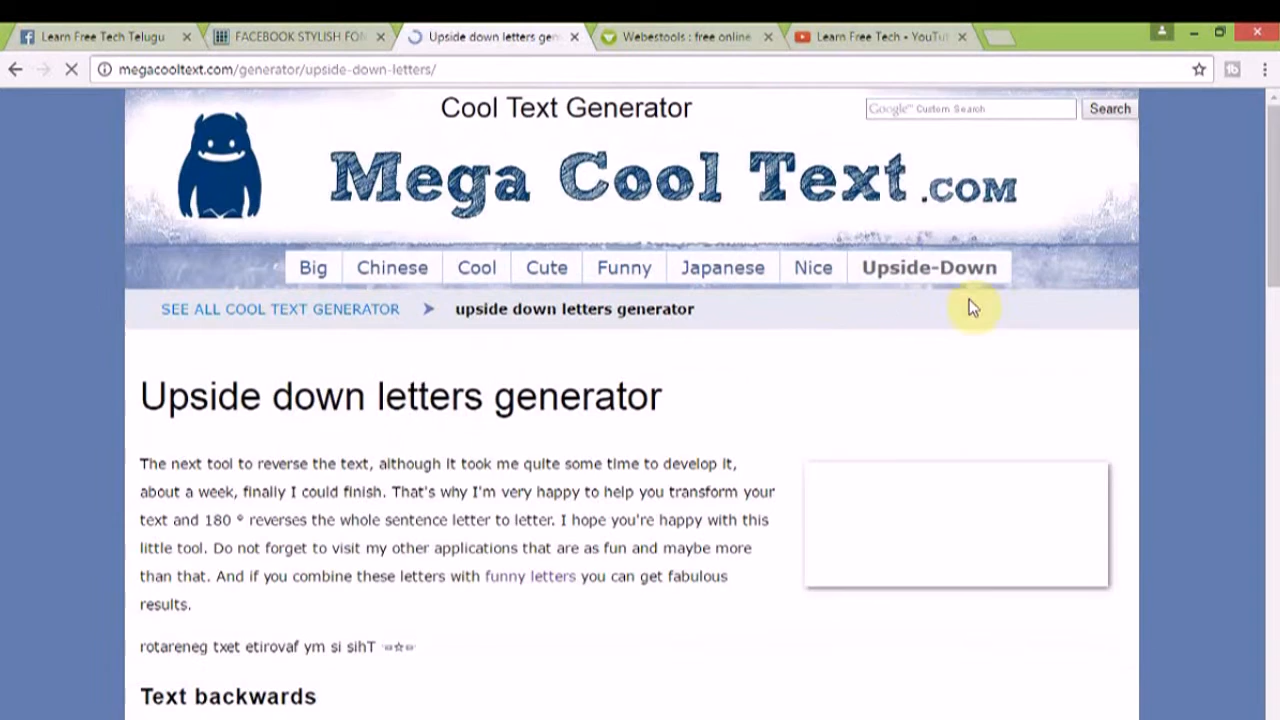 Learn Free Tech Telugu
FACEBOOK STYLISH FON
Upside down letters gen
Webestools : free online
Learn Free Tech - YouTu
megacooltext.com/generator/upside-down-letters/
Cool Text Generator
Google™ Custom Search
Search
Mega Cool Text .COM
Big
Chinese
Cool
Cute
Funny
Japanese
Nice
Upside-Down
SEE ALL COOL TEXT GENERATOR
upside down letters generator
Upside down letters generator
The next tool to reverse the text, although it took me quite some time to develop it,
about a week, finally I could finish. That's why I'm very happy to help you transform your
text and 180 º reverses the whole sentence letter to letter. I hope you're happy with this
little tool. Do not forget to visit my other applications that are as fun and maybe more
than that. And if you combine these letters with funny letters you can get fabulous
results.
rotareneg txet etirovaf ym si sihT
Text backwards